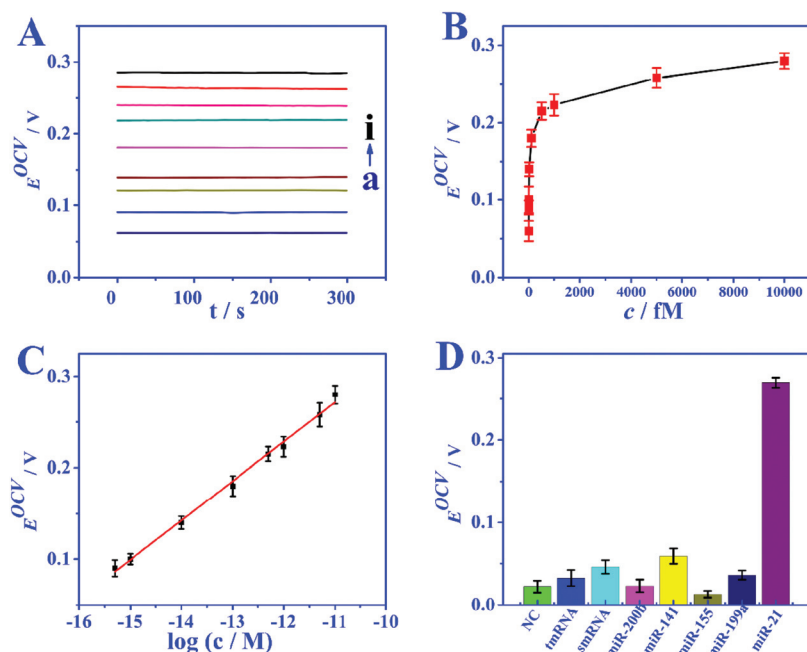 A
E^OCV / V
0.3
0.2
0.1
0.0
i
a
0 100 200 300
t / s
B
E^OCV / V
0.3
0.2
0.1
0.0
0 2000 4000 6000 8000 10000
c / fM
C
E^OCV / V
0.3
0.2
0.1
-16 -15 -14 -13 -12 -11 -10
log (c / M)
D
E^OCV / V
0.3
0.2
0.1
0.0
NC
tmRNA
smRNA
miR-200b
miR-141
miR-155
miR-199a
miR-21